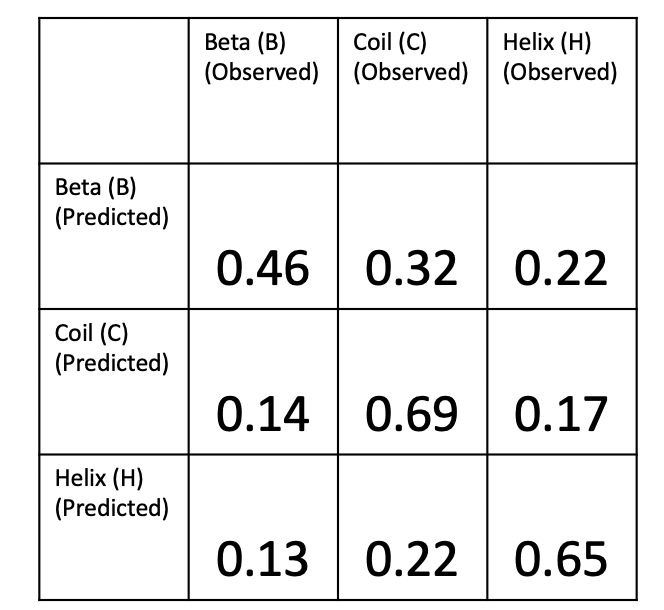 Beta (B)
(Observed)
Coil (C)
(Observed)
Helix (H)
(Observed)
Beta (B)
(Predicted)
0.46
0.32
0.22
Coil (C)
(Predicted)
0.14
0.69
0.17
Helix (H)
(Predicted)
0.13
0.22
0.65